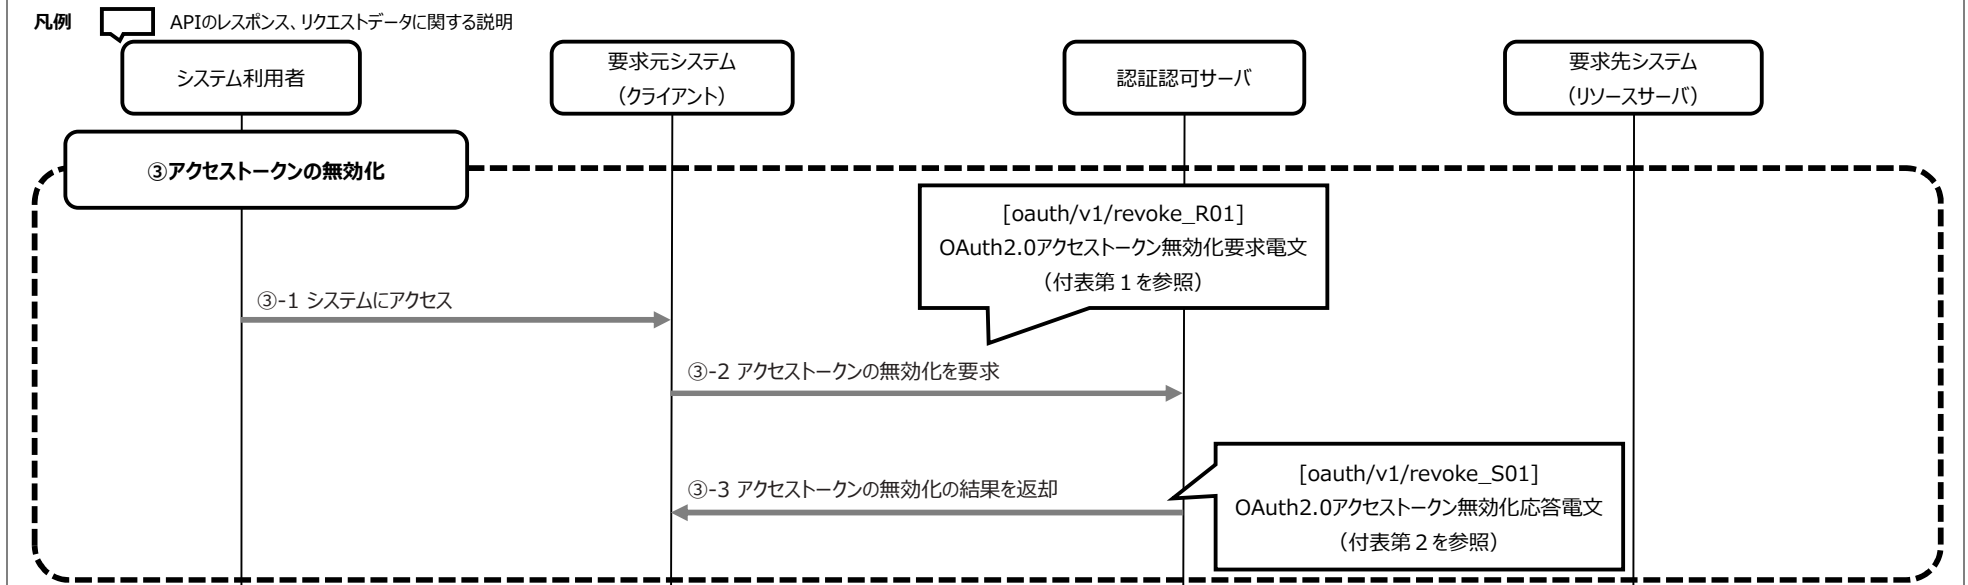 凡例
APIのレスポンス、リクエストデータに関する説明
システム利用者
要求元システム
(クライアント)
認証認可サーバ
要求先システム
(リソースサーバ)
③アクセストークンの無効化
[oauth/v1/revoke_R01]
OAuth2.0アクセストークン無効化要求電文
(付表第1を参照)
③-1 システムにアクセス
③-2 アクセストークンの無効化を要求
③-3 アクセストークンの無効化の結果を返却
[oauth/v1/revoke_S01]
OAuth2.0アクセストークン無効化応答電文
(付表第2を参照)